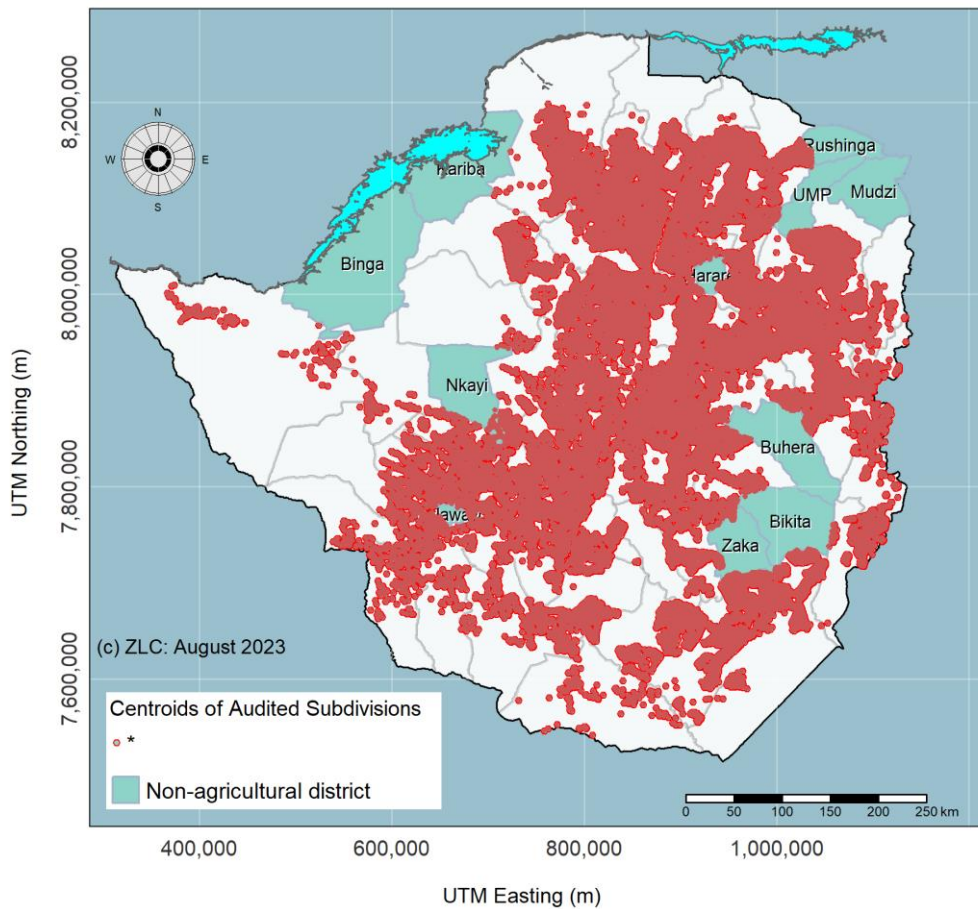 8,200,000
8,000,000
7,800,000
7,600,000
UTM Northing (m)
N
W
E
S
Kariba
Binga
Rushinga
UMP
Mudzi
Harare
Nkayi
Buhera
Bikita
Zaka
(c) ZLC: August 2023
Centroids of Audited Subdivisions
*
Non-agricultural district
0 50 100 150 200 250 km
400,000 600,000 800,000 1,000,000
UTM Easting (m)